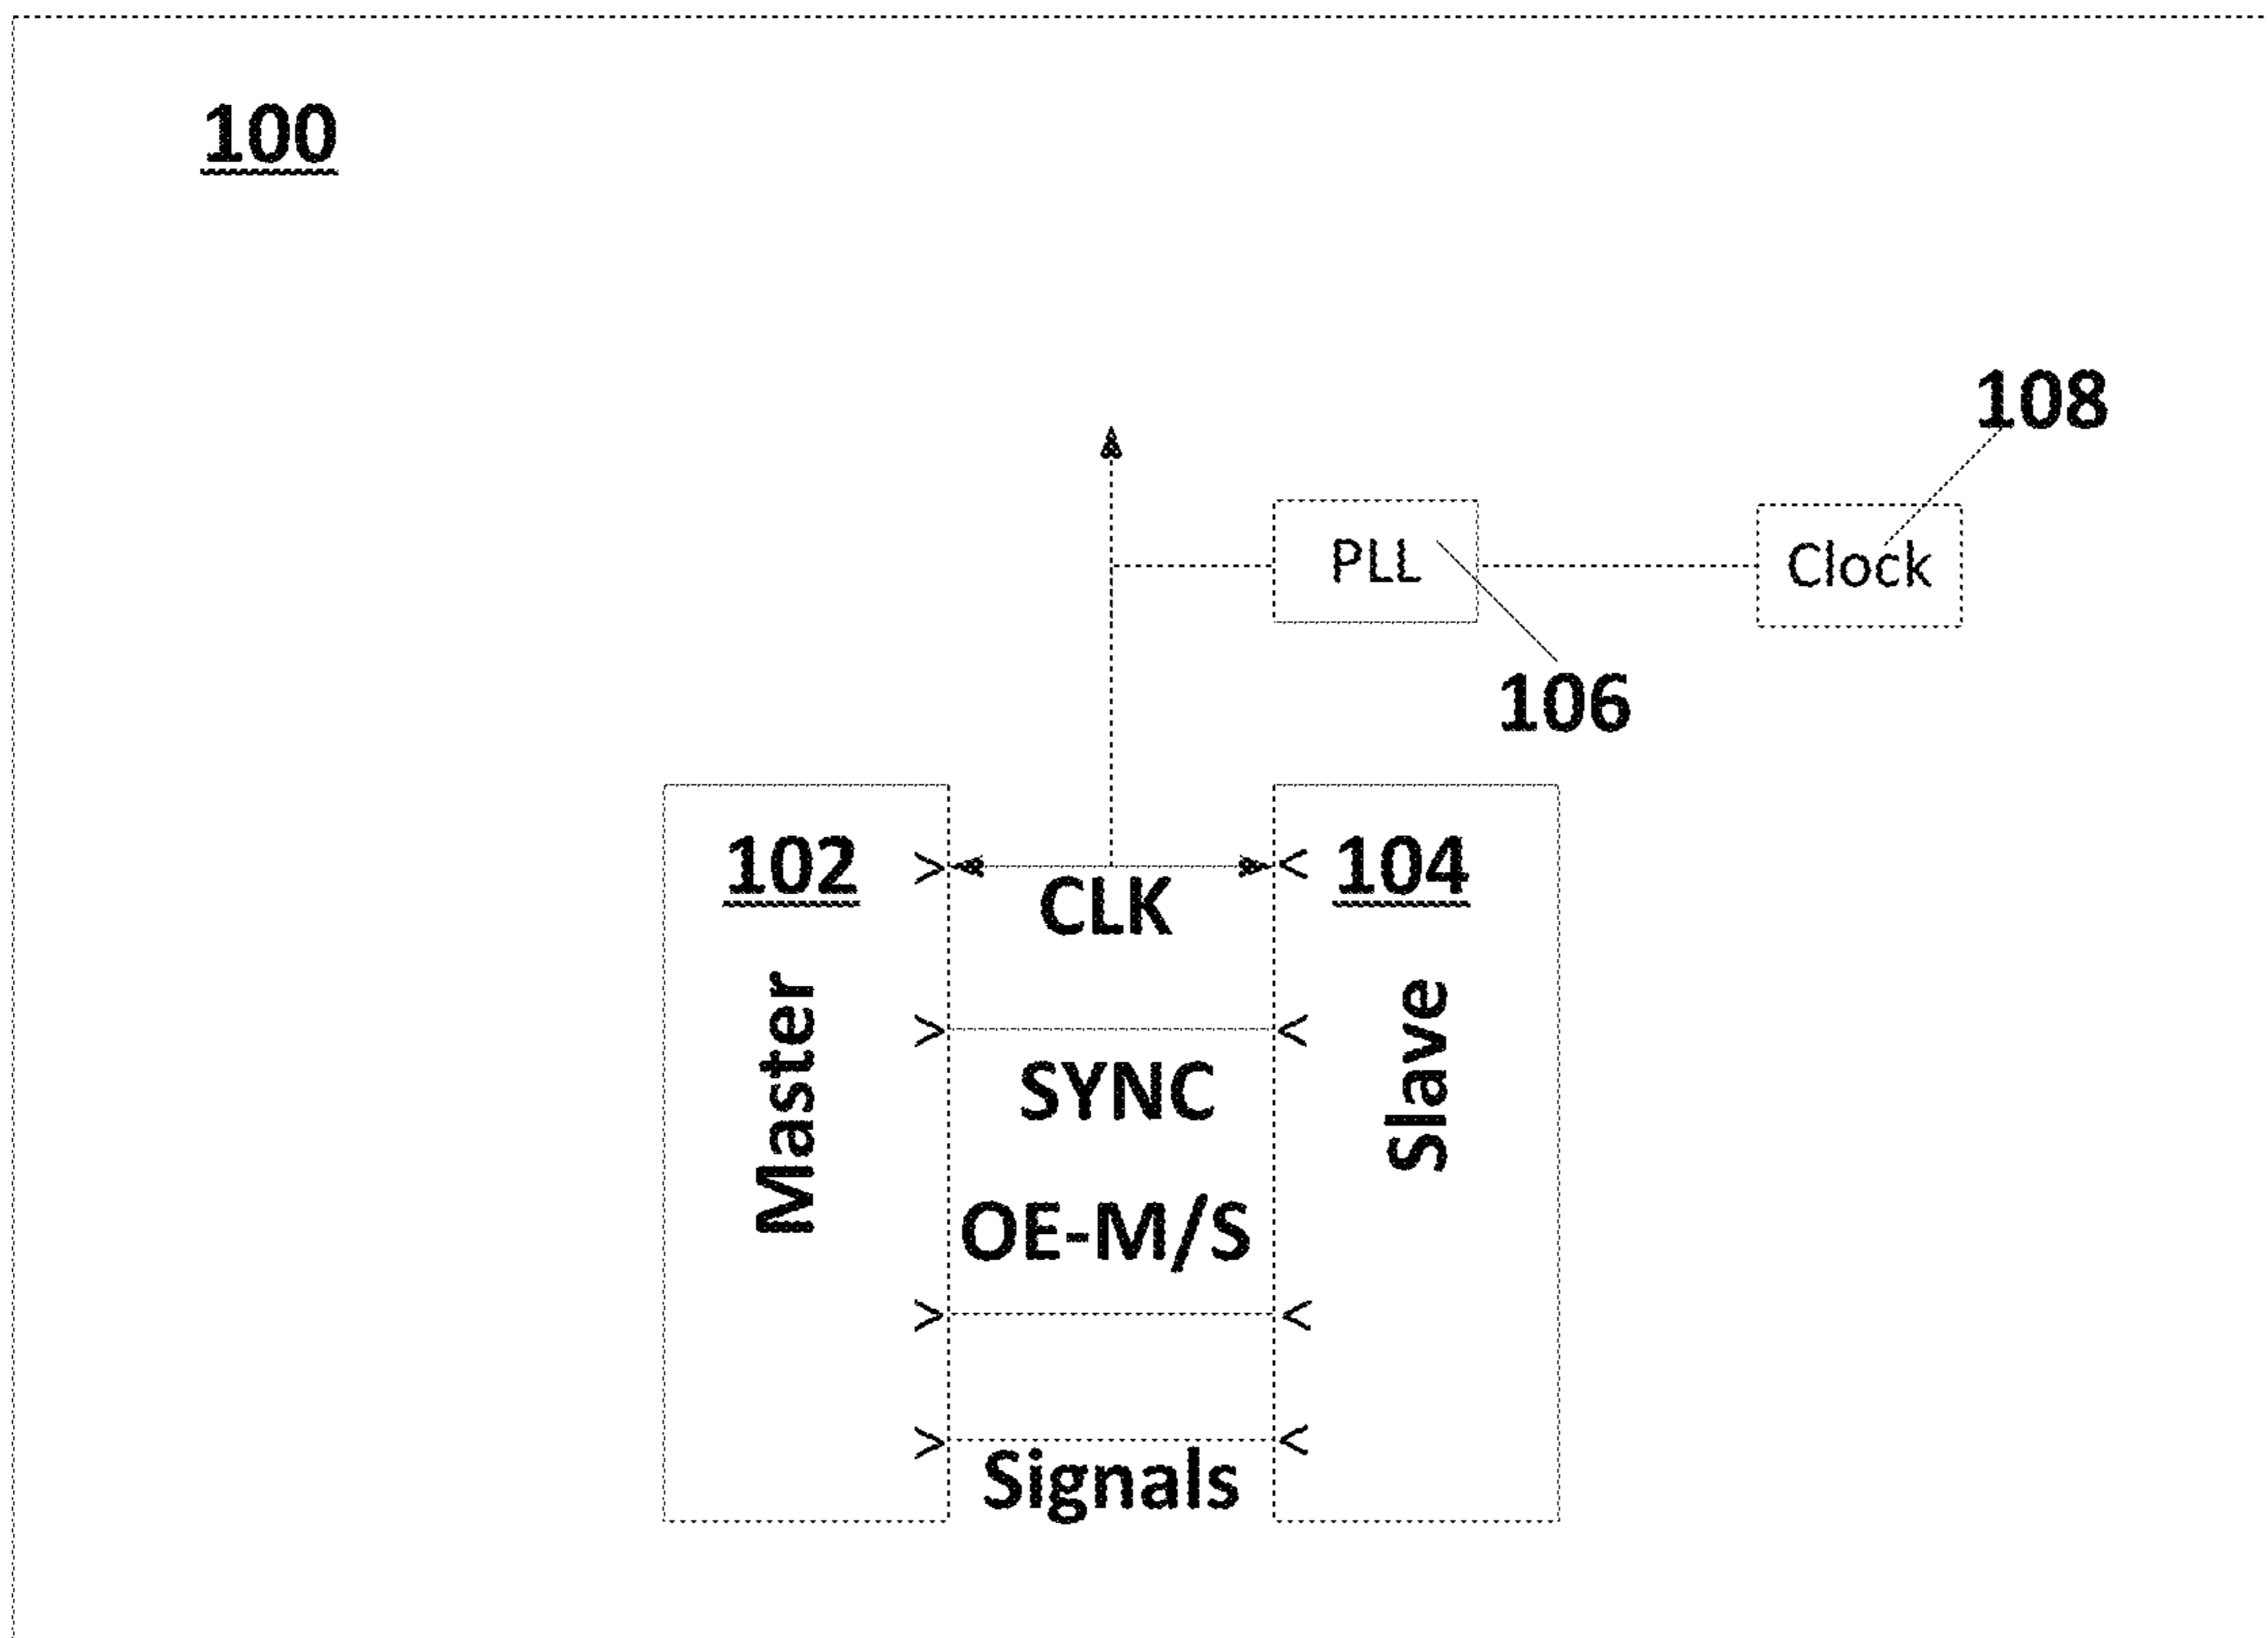 100
108
PLL
Clock
106
102
104
CLK
Master
Slave
SYNC
OE-M/S
Signals